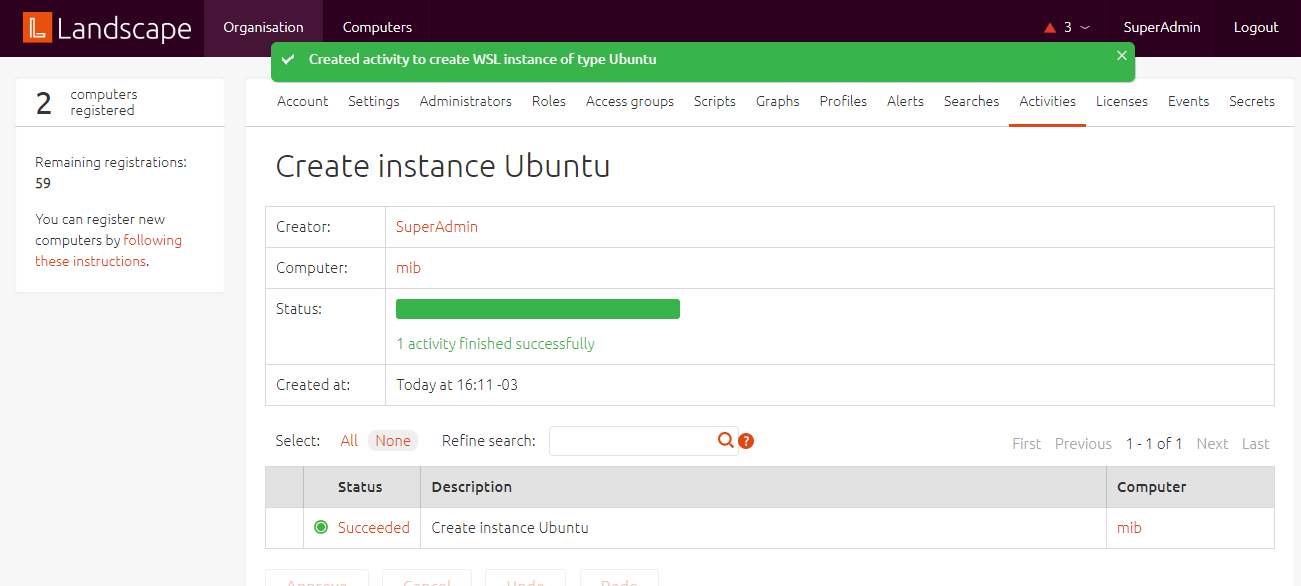 Landscape
Organisation
Computers
3
SuperAdmin
Logout
Created activity to create WSL instance of type Ubuntu
2
computers
registered
Remaining registrations:
59
You can register new
computers by following
these instructions.
Account Settings Administrators Roles Access groups Scripts Graphs Profiles Alerts Searches Activities Licenses Events Secrets
Create instance Ubuntu
Creator: SuperAdmin
Computer: mib
Status:
1 activity finished successfully
Created at: Today at 16:11 -03
Select: All None Refine search: ? First Previous 1 - 1 of 1 Next Last
Status Description Computer
Succeeded Create instance Ubuntu mib
Approve Cancel Undo Redo